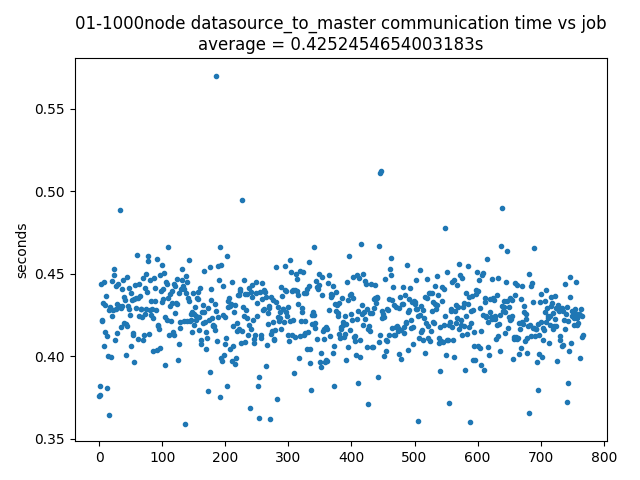 01-1000node datasource_to_master communication time vs job
average = 0.4252454654003183s
seconds
0.55
0.50
0.45
0.40
0.35
0 100 200 300 400 500 600 700 800